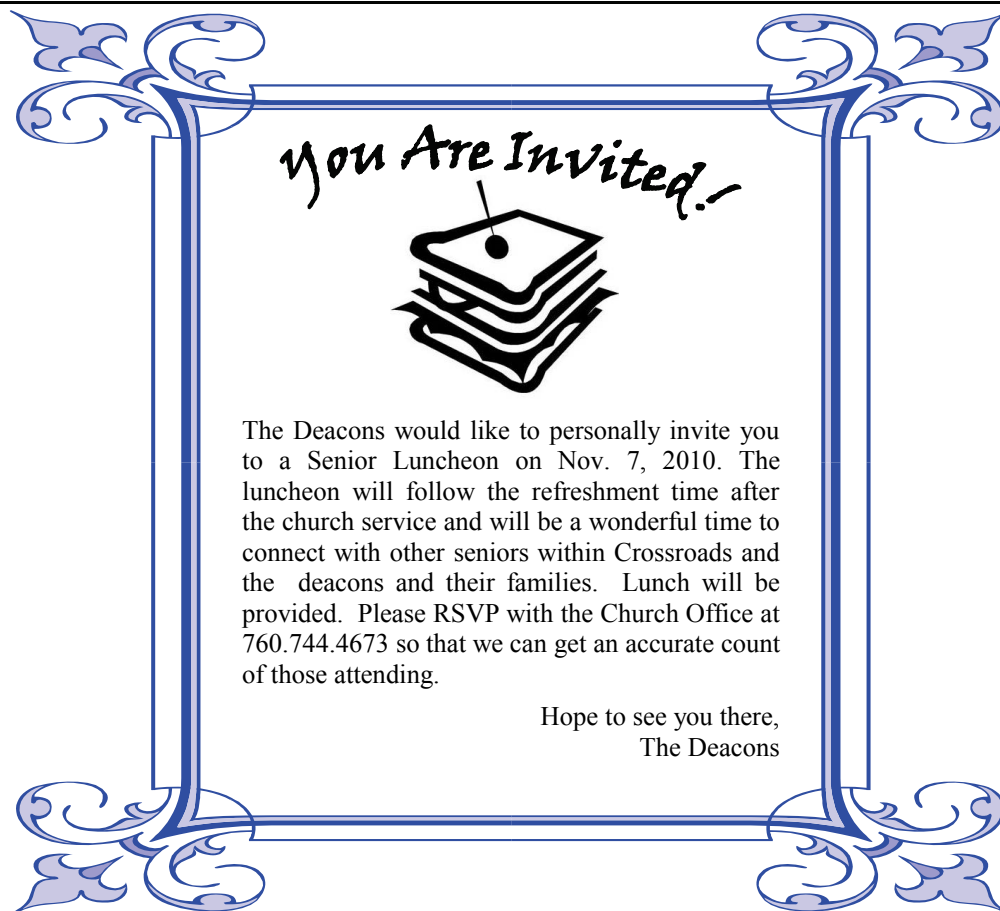 You Are Invited!
The Deacons would like to personally invite you
to a Senior Luncheon on Nov. 7, 2010. The
luncheon will follow the refreshment time after
the church service and will be a wonderful time to
connect with other seniors within Crossroads and
the deacons and their families. Lunch will be
provided. Please RSVP with the Church Office at
760.744.4673 so that we can get an accurate count
of those attending.
Hope to see you there,
The Deacons